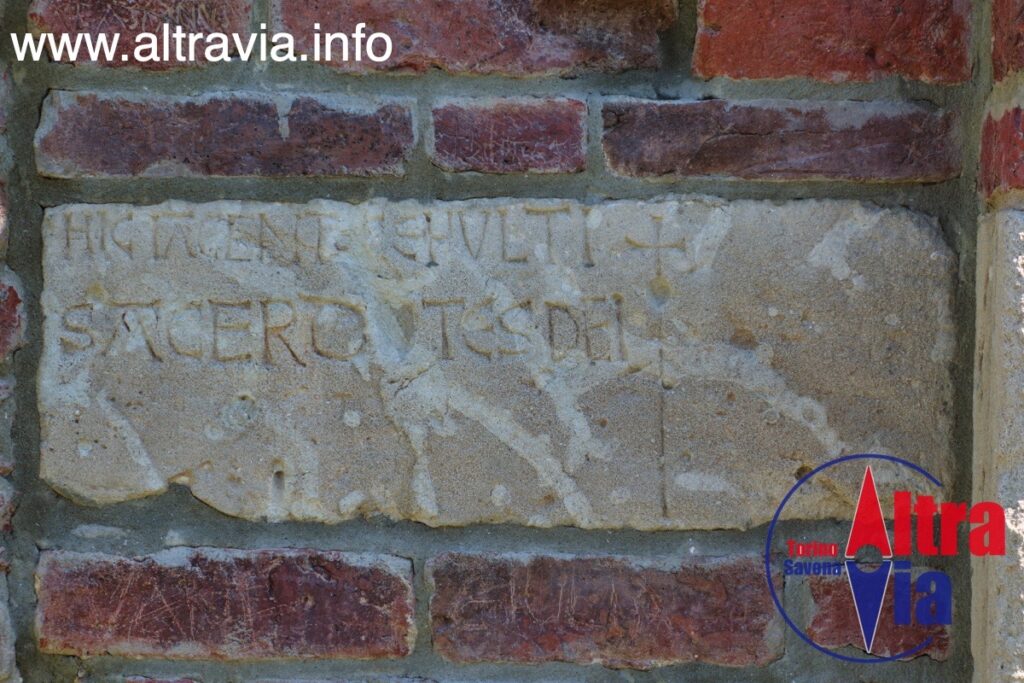 www.altravia.info
HIC IACENT SEPULTI +
SACERDOTES DEI
Torino
Savona
Altra
Via